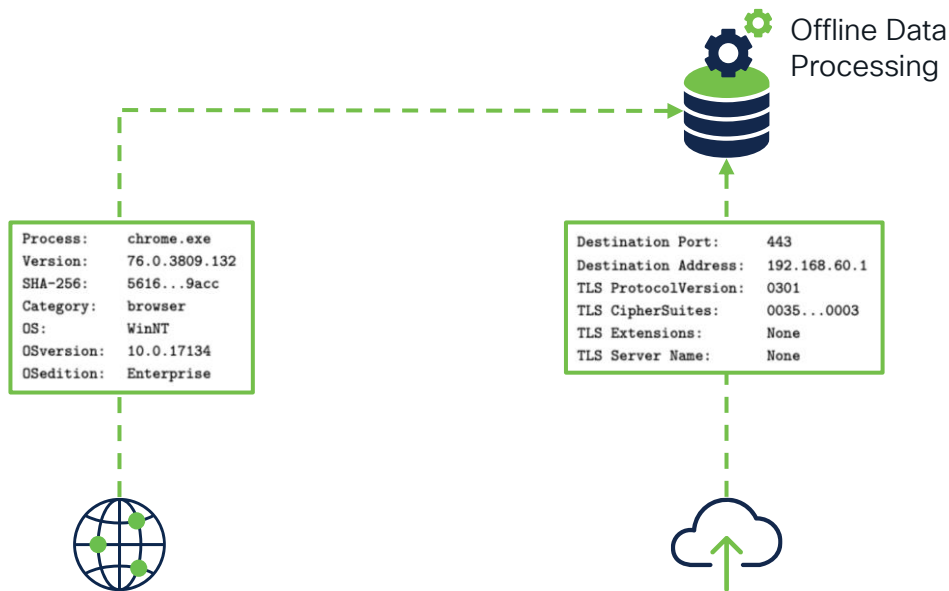 Offline Data
Processing
Process: chrome.exe
Version: 76.0.3809.132
SHA-256: 5616...9acc
Category: browser
OS: WinNT
OSversion: 10.0.17134
OSedition: Enterprise
Destination Port: 443
Destination Address: 192.168.60.1
TLS ProtocolVersion: 0301
TLS CipherSuites: 0035...0003
TLS Extensions: None
TLS Server Name: None